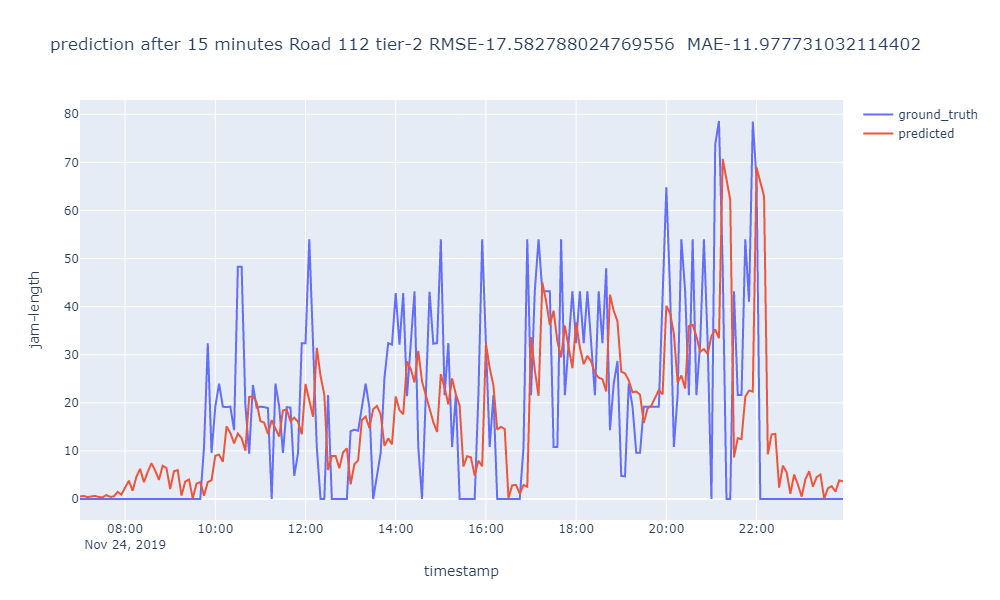 prediction after 15 minutes Road 112 tier-2 RMSE-17.582788024769556  MAE-11.977731032114402
ground_truth
predicted
80
70
60
50
40
30
20
10
0
jam-length
08:00 10:00 12:00 14:00 16:00 18:00 20:00 22:00
Nov 24, 2019
timestamp